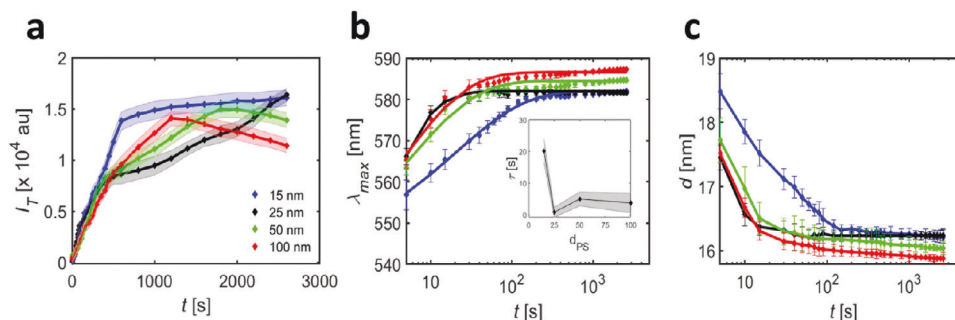 a
b
c
I_T [x 10^4 au]
2
1.5
1
0.5
0
0
1000
2000
3000
t [s]
15 nm
25 nm
50 nm
100 nm
λ_max [nm]
590
580
570
560
550
540
10
10^2
10^3
t [s]
τ [s]
30
20
10
0
0
25
50
75
100
d_PS
d [nm]
19
18
17
16
10
10^2
10^3
t [s]